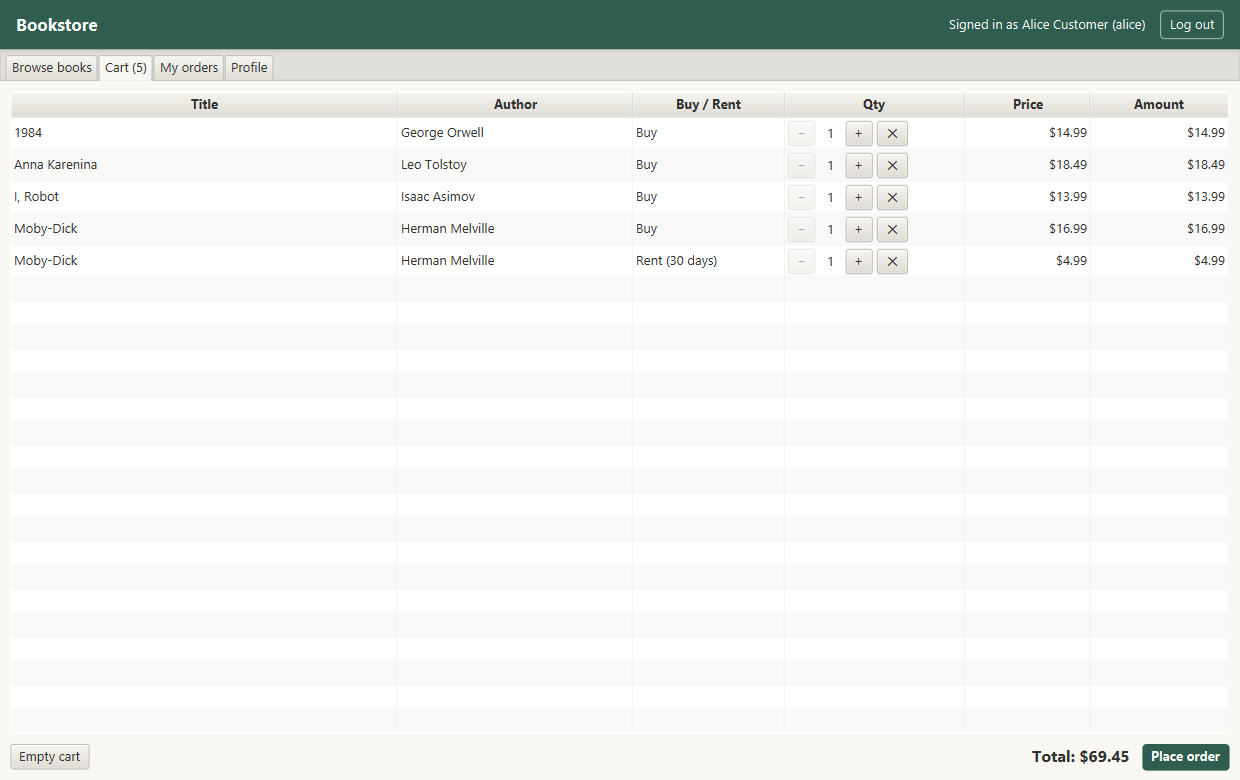 Bookstore
Signed in as Alice Customer (alice) Log out
Browse books Cart (5) My orders Profile
Title Author Buy / Rent Qty Price Amount
1984 George Orwell Buy − 1 + ✕ $14.99 $14.99
Anna Karenina Leo Tolstoy Buy − 1 + ✕ $18.49 $18.49
I, Robot Isaac Asimov Buy − 1 + ✕ $13.99 $13.99
Moby-Dick Herman Melville Buy − 1 + ✕ $16.99 $16.99
Moby-Dick Herman Melville Rent (30 days) − 1 + ✕ $4.99 $4.99
Empty cart Total: $69.45 Place order